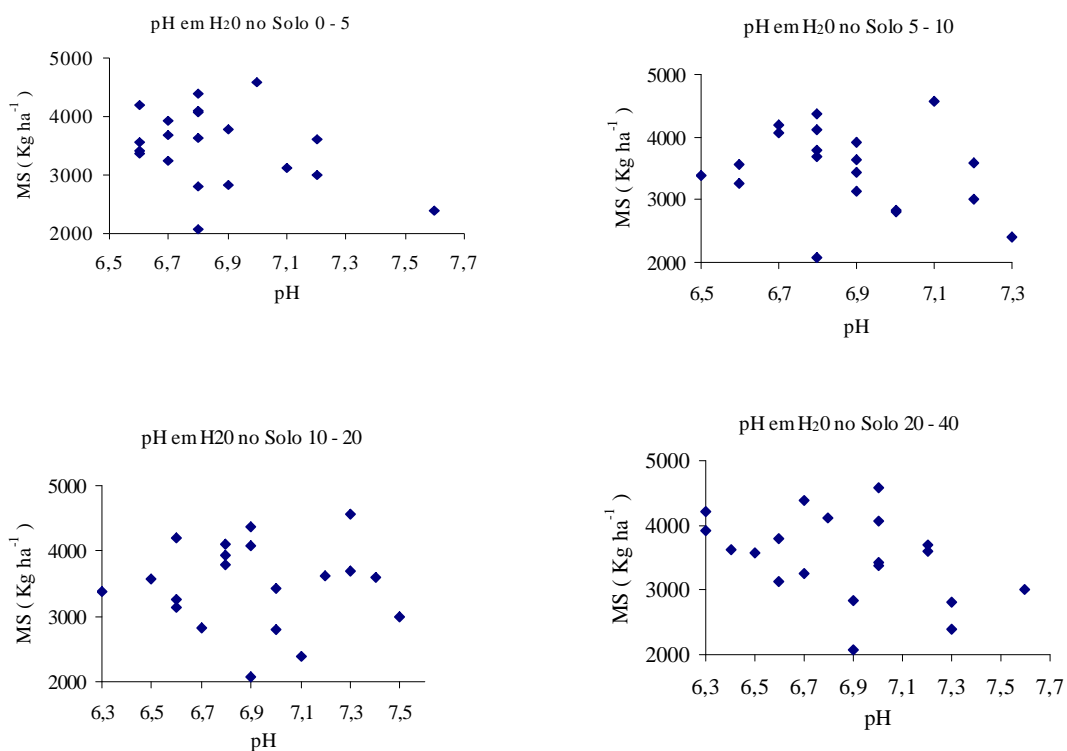 pH em H₂0 no Solo 0 - 5
5000
4000
3000
2000
MS ( Kg ha⁻¹ )
6,5 6,7 6,9 7,1 7,3 7,5 7,7
pH
pH em H₂0 no Solo 5 - 10
5000
4000
3000
2000
MS ( Kg ha⁻¹ )
6,5 6,7 6,9 7,1 7,3
pH
pH em H20 no Solo 10 - 20
5000
4000
3000
2000
MS ( Kg ha⁻¹ )
6,3 6,5 6,7 6,9 7,1 7,3 7,5
pH
pH em H₂0 no Solo 20 - 40
5000
4000
3000
2000
MS ( Kg ha⁻¹ )
6,3 6,5 6,7 6,9 7,1 7,3 7,5 7,7
pH